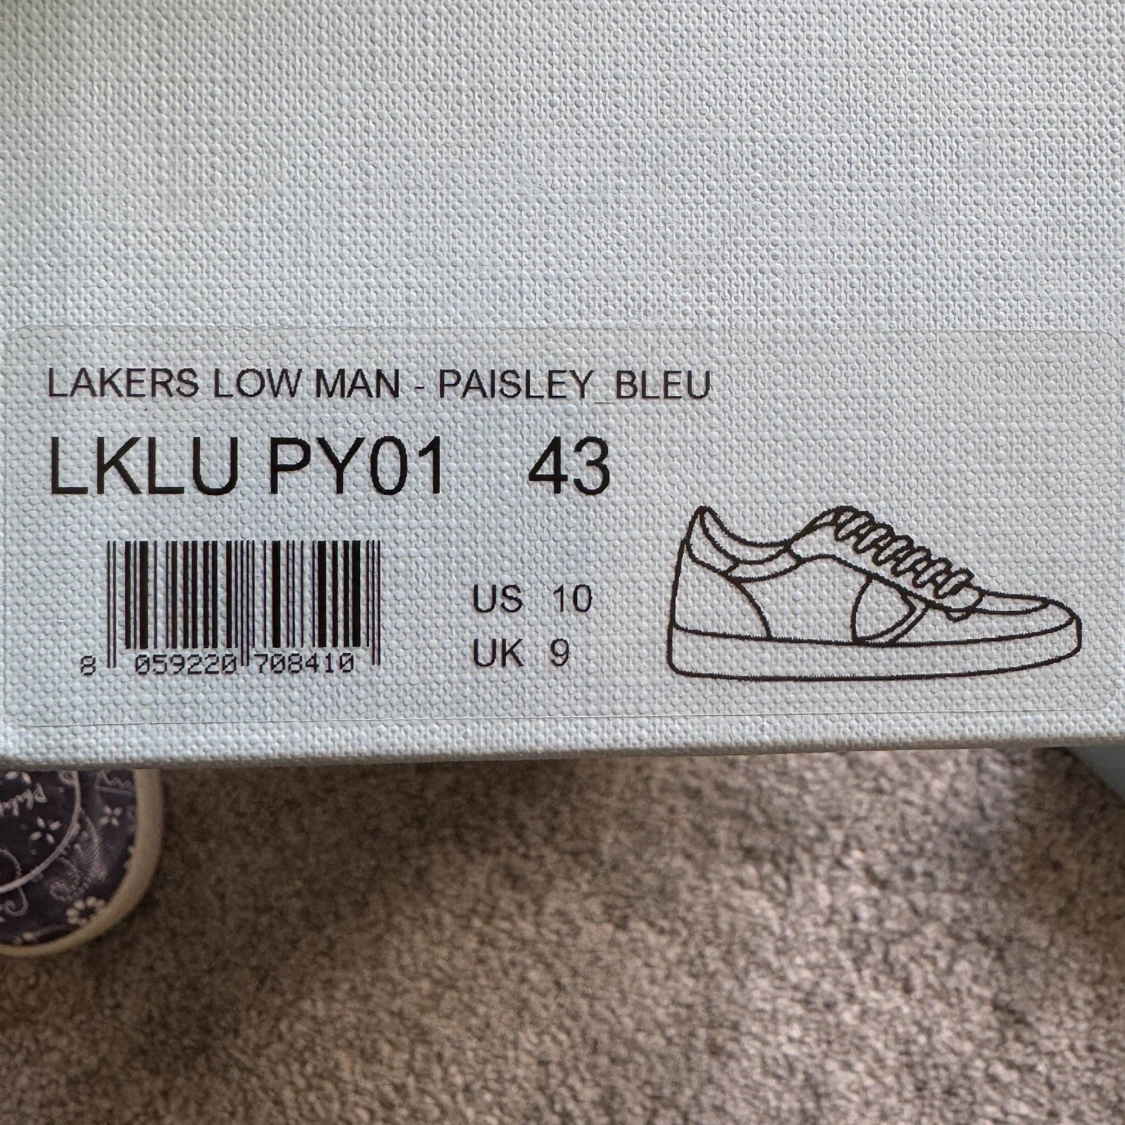 LAKERS LOW MAN - PAISLEY_BLEU
LKLU PY01 43
8 059220 708410
US 10
UK 9